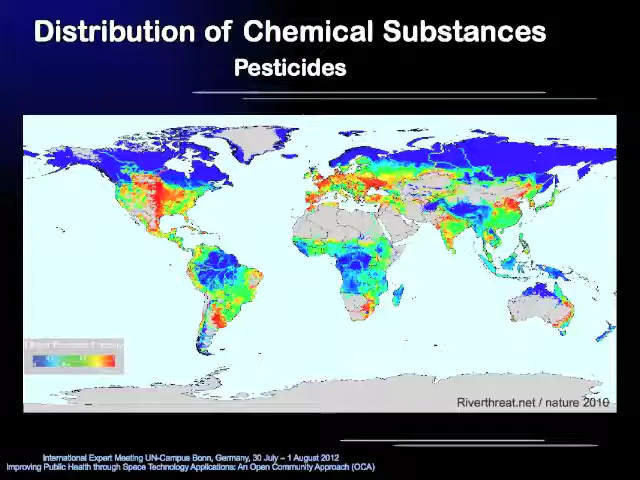 Distribution of Chemical Substances
Pesticides
Riverthreat.net / nature 2010
International Expert Meeting UN-Campus Bonn, Germany, 30 July – 1 August 2012
Improving Public Health through Space Technology Applications: An Open Community Approach (OCA)